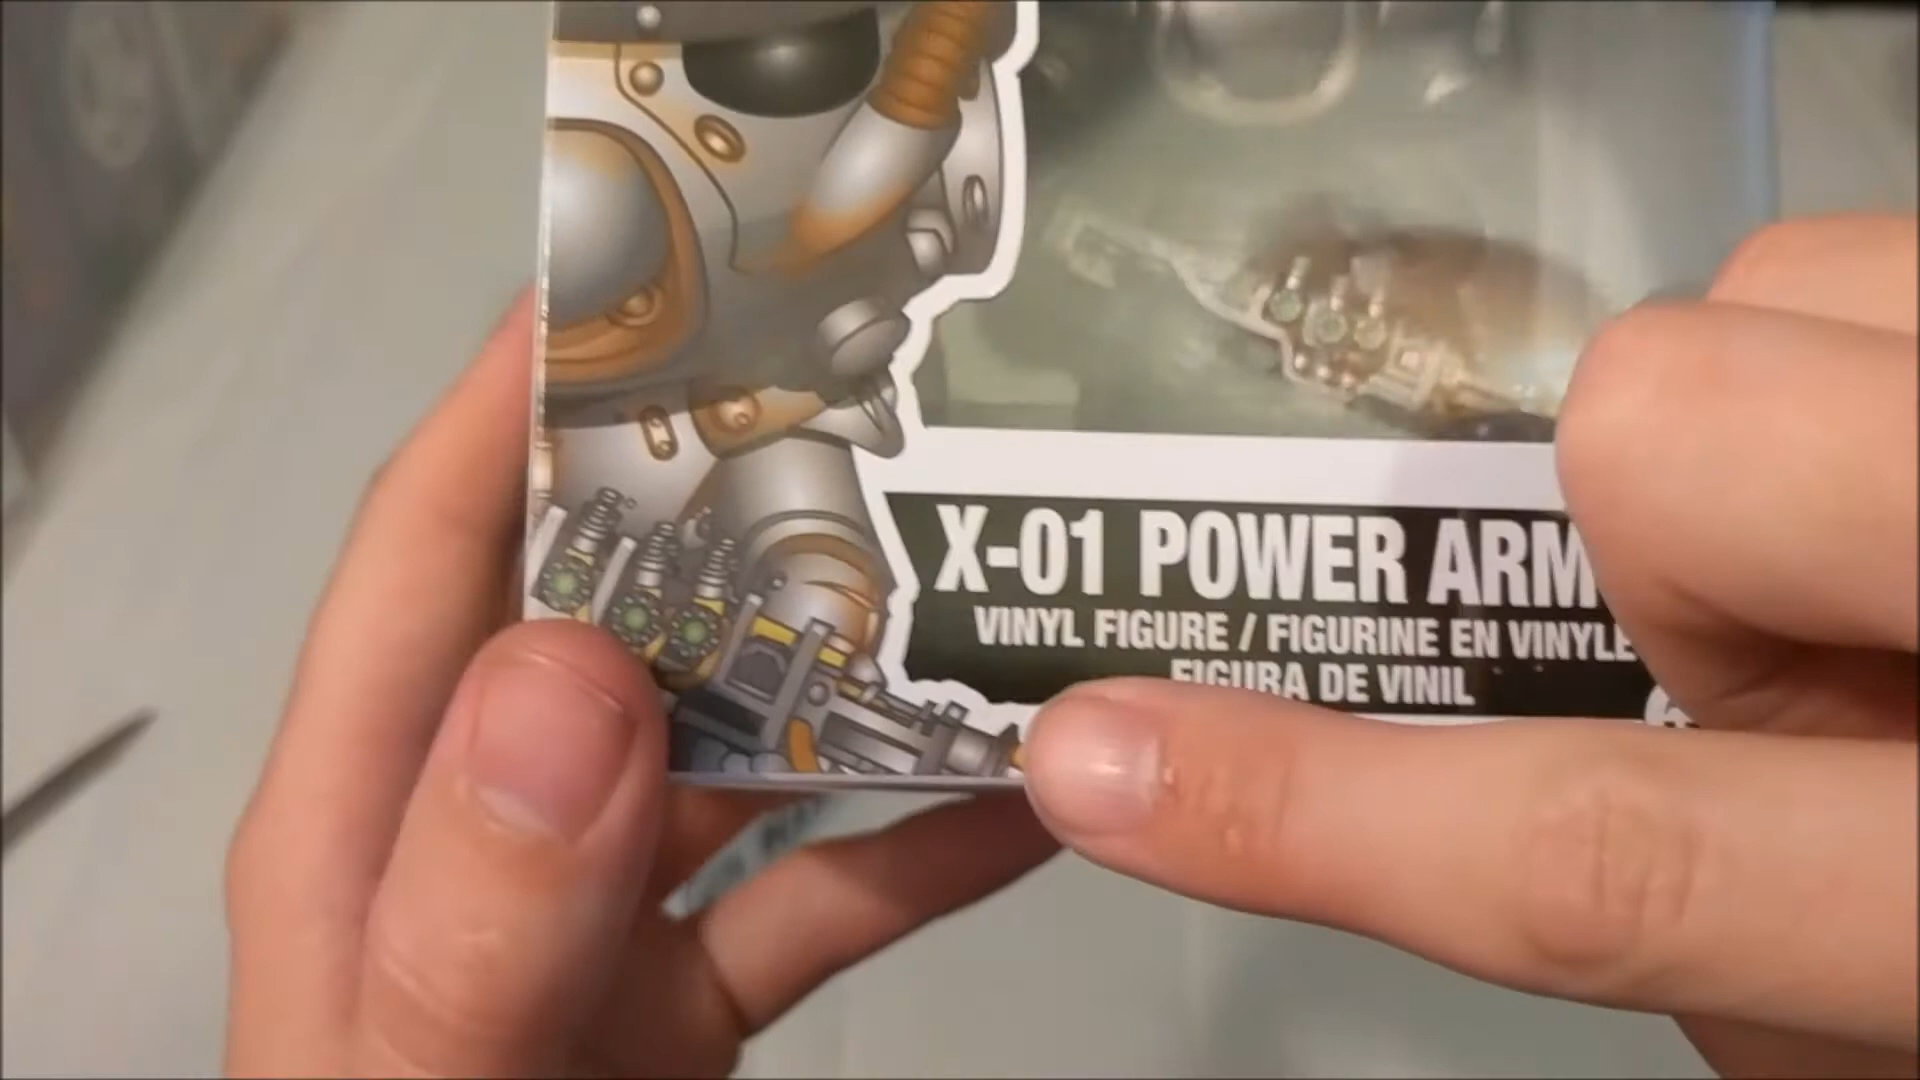 X-01 POWER ARM
VINYL FIGURE / FIGURINE EN VINYLE
FIGURA DE VINIL